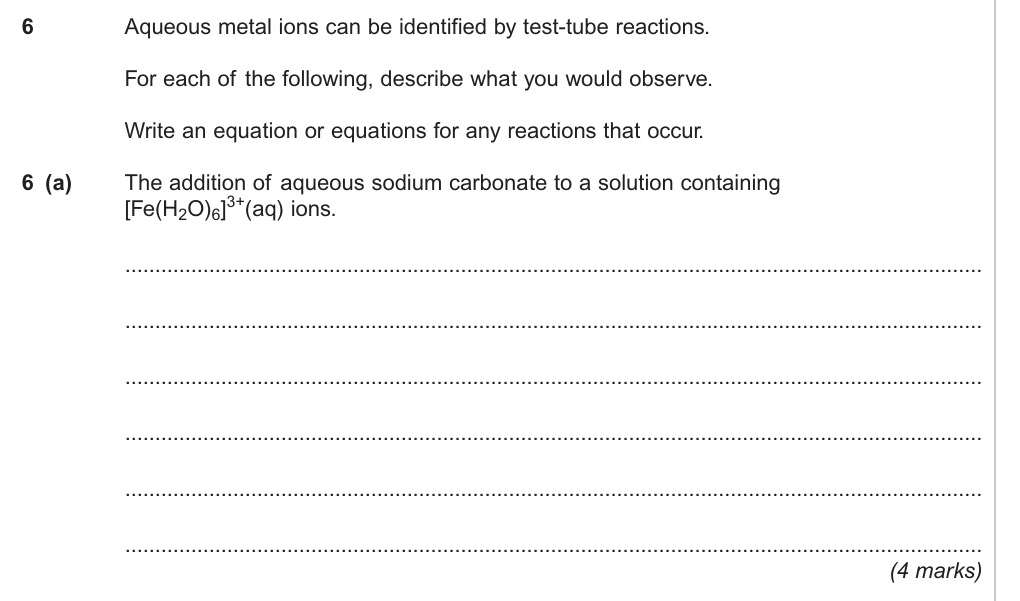 6 Aqueous metal ions can be identified by test-tube reactions.
For each of the following, describe what you would observe.
Write an equation or equations for any reactions that occur.
6 (a) The addition of aqueous sodium carbonate to a solution containing
[Fe(H₂O)₆]³⁺(aq) ions.
(4 marks)